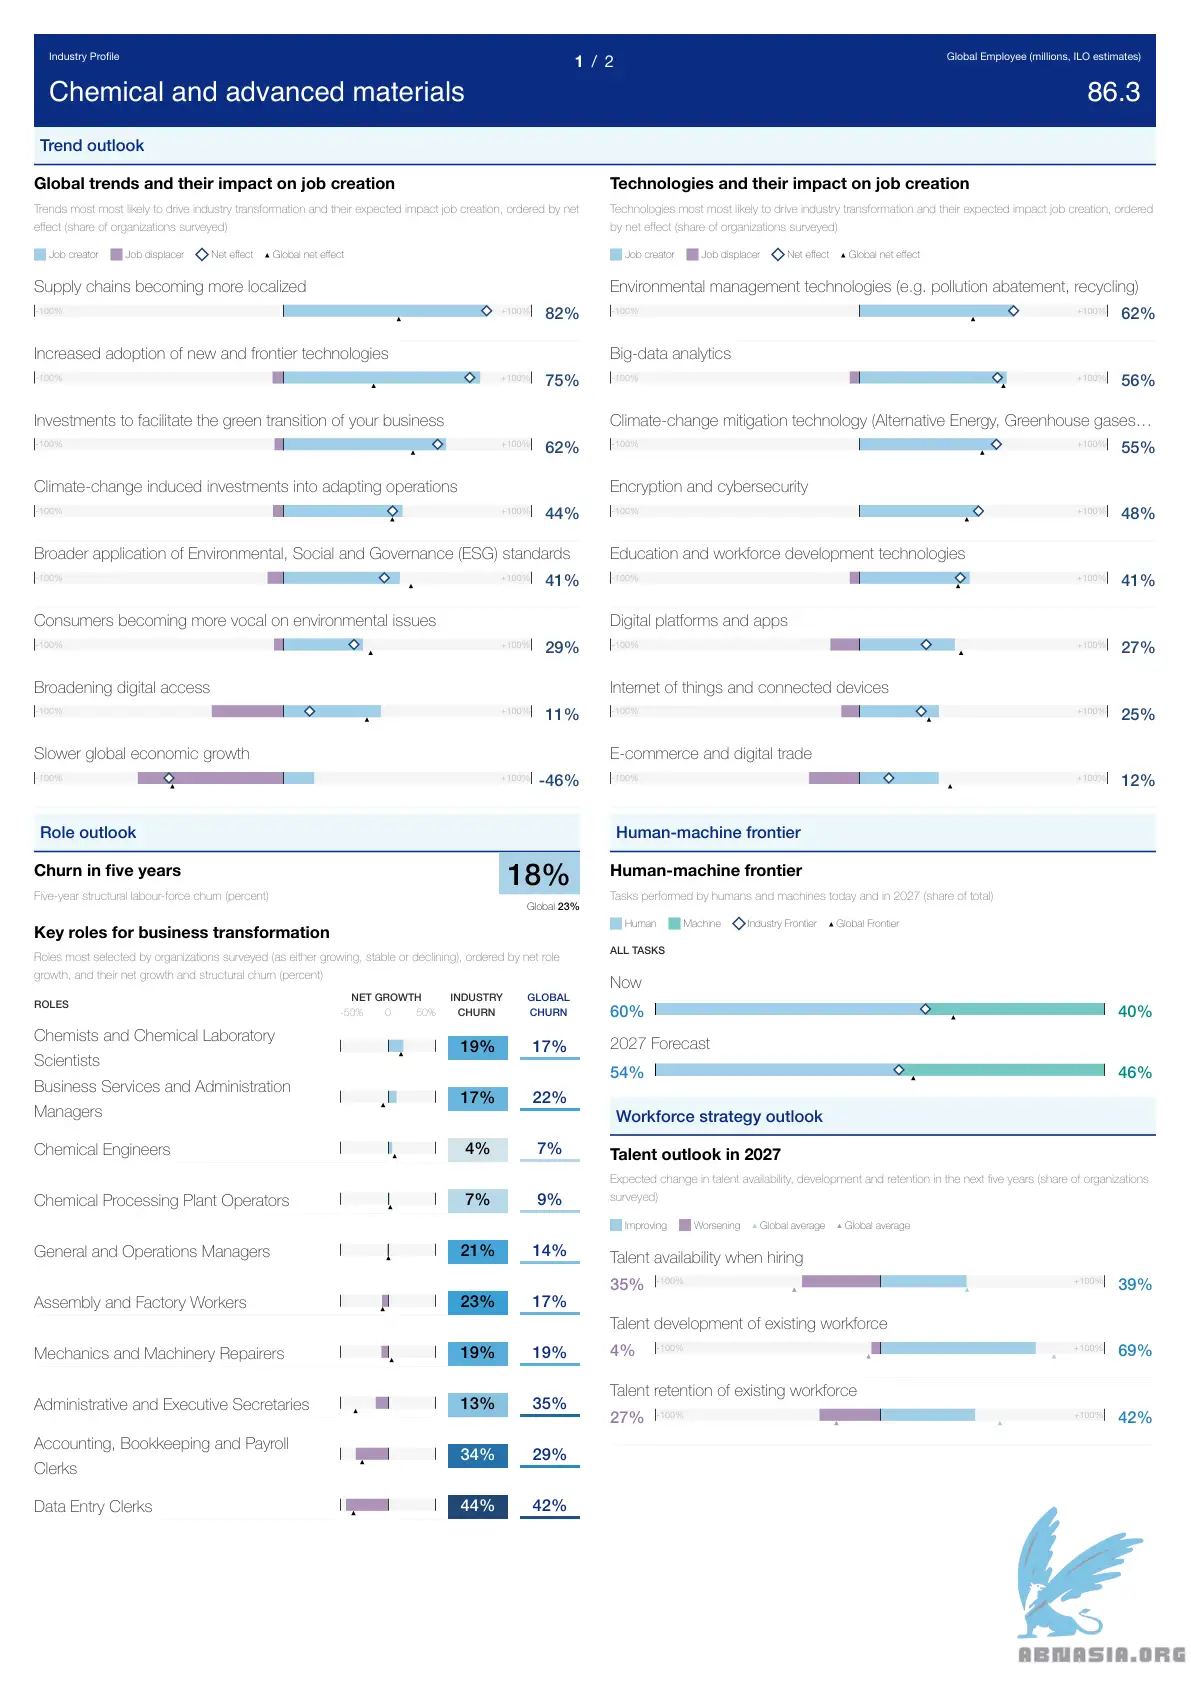 Industry Profile
1 / 2
Global Employee (millions, ILO estimates)
Chemical and advanced materials
86.3
Trend outlook
Global trends and their impact on job creation
Trends most most likely to drive industry transformation and their expected impact job creation, ordered by net
effect (share of organizations surveyed)
Job creator Job displacer Net effect Global net effect
Supply chains becoming more localized
-100% +100% 82%
Increased adoption of new and frontier technologies
-100% +100% 75%
Investments to facilitate the green transition of your business
-100% +100% 62%
Climate-change induced investments into adapting operations
-100% +100% 44%
Broader application of Environmental, Social and Governance (ESG) standards
-100% +100% 41%
Consumers becoming more vocal on environmental issues
-100% +100% 29%
Broadening digital access
-100% +100% 11%
Slower global economic growth
-100% +100% -46%
Technologies and their impact on job creation
Technologies most most likely to drive industry transformation and their expected impact job creation, ordered
by net effect (share of organizations surveyed)
Job creator Job displacer Net effect Global net effect
Environmental management technologies (e.g. pollution abatement, recycling)
-100% +100% 62%
Big-data analytics
-100% +100% 56%
Climate-change mitigation technology (Alternative Energy, Greenhouse gases…
-100% +100% 55%
Encryption and cybersecurity
-100% +100% 48%
Education and workforce development technologies
-100% +100% 41%
Digital platforms and apps
-100% +100% 27%
Internet of things and connected devices
-100% +100% 25%
E-commerce and digital trade
-100% +100% 12%
Role outlook
Churn in five years
18%
Five-year structural labour-force churn (percent)
Global 23%
Key roles for business transformation
Roles most selected by organizations surveyed (as either growing, stable or declining), ordered by net role
growth, and their net growth and structural churn (percent)
ROLES
NET GROWTH
-50% 0 50%
INDUSTRY
CHURN
GLOBAL
CHURN
Chemists and Chemical Laboratory
Scientists
19% 17%
Business Services and Administration
Managers
17% 22%
Chemical Engineers 4% 7%
Chemical Processing Plant Operators 7% 9%
General and Operations Managers 21% 14%
Assembly and Factory Workers 23% 17%
Mechanics and Machinery Repairers 19% 19%
Administrative and Executive Secretaries 13% 35%
Accounting, Bookkeeping and Payroll
Clerks
34% 29%
Data Entry Clerks 44% 42%
Human-machine frontier
Human-machine frontier
Tasks performed by humans and machines today and in 2027 (share of total)
Human Machine Industry Frontier Global Frontier
ALL TASKS
Now
60% 40%
2027 Forecast
54% 46%
Workforce strategy outlook
Talent outlook in 2027
Expected change in talent availability, development and retention in the next five years (share of organizations
surveyed)
Improving Worsening Global average Global average
Talent availability when hiring
35% -100% +100% 39%
Talent development of existing workforce
4% -100% +100% 69%
Talent retention of existing workforce
27% -100% +100% 42%
ABNASIA.ORG